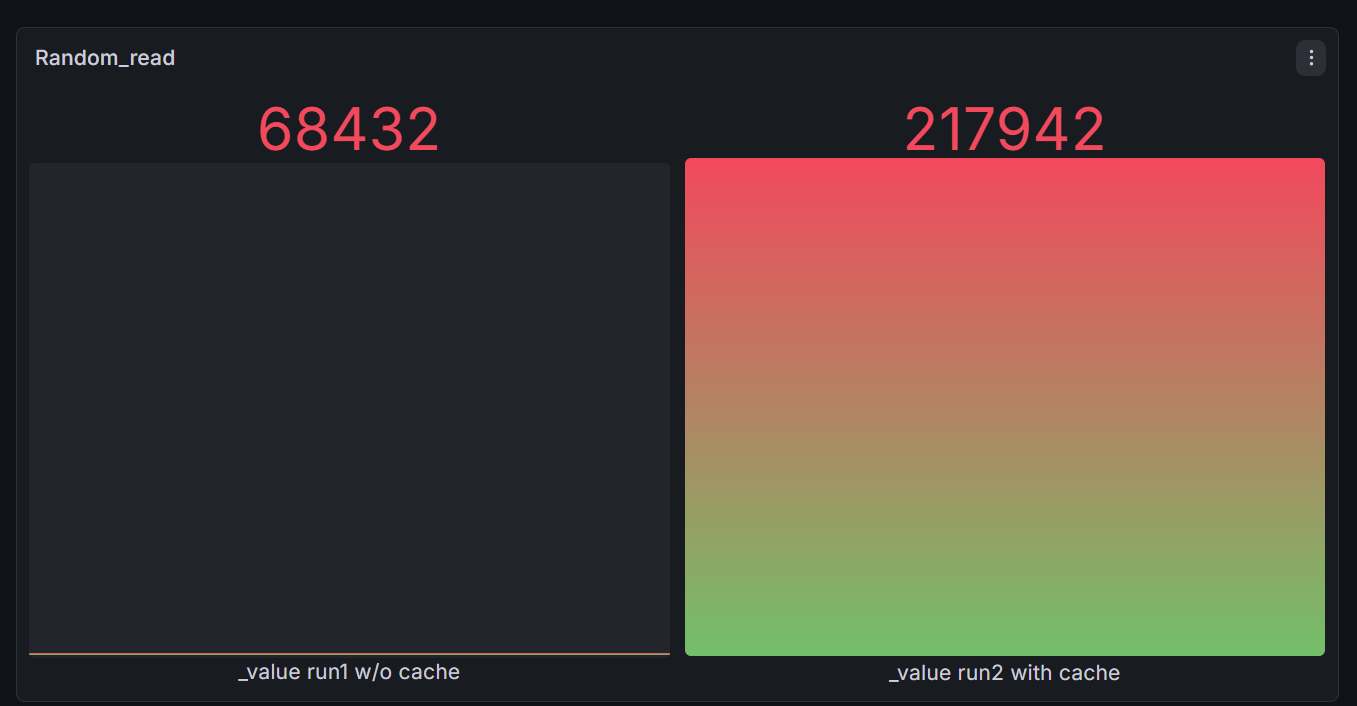 Random_read
68432
217942
_value run1 w/o cache
_value run2 with cache